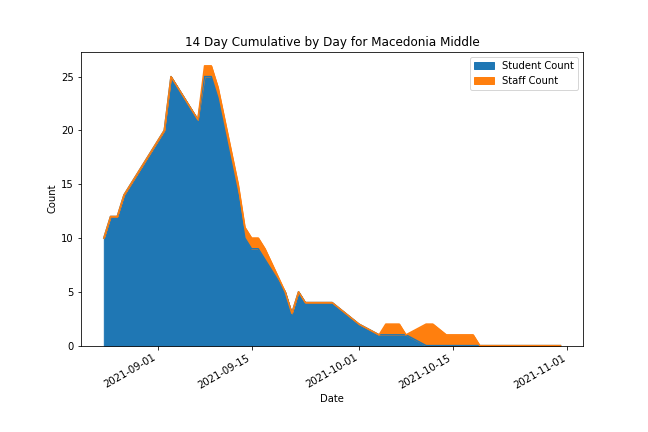 14 Day Cumulative by Day for Macedonia Middle
Student Count
Staff Count
Count
25
20
15
10
5
0
2021-09-01
2021-09-15
2021-10-01
2021-10-15
2021-11-01
Date